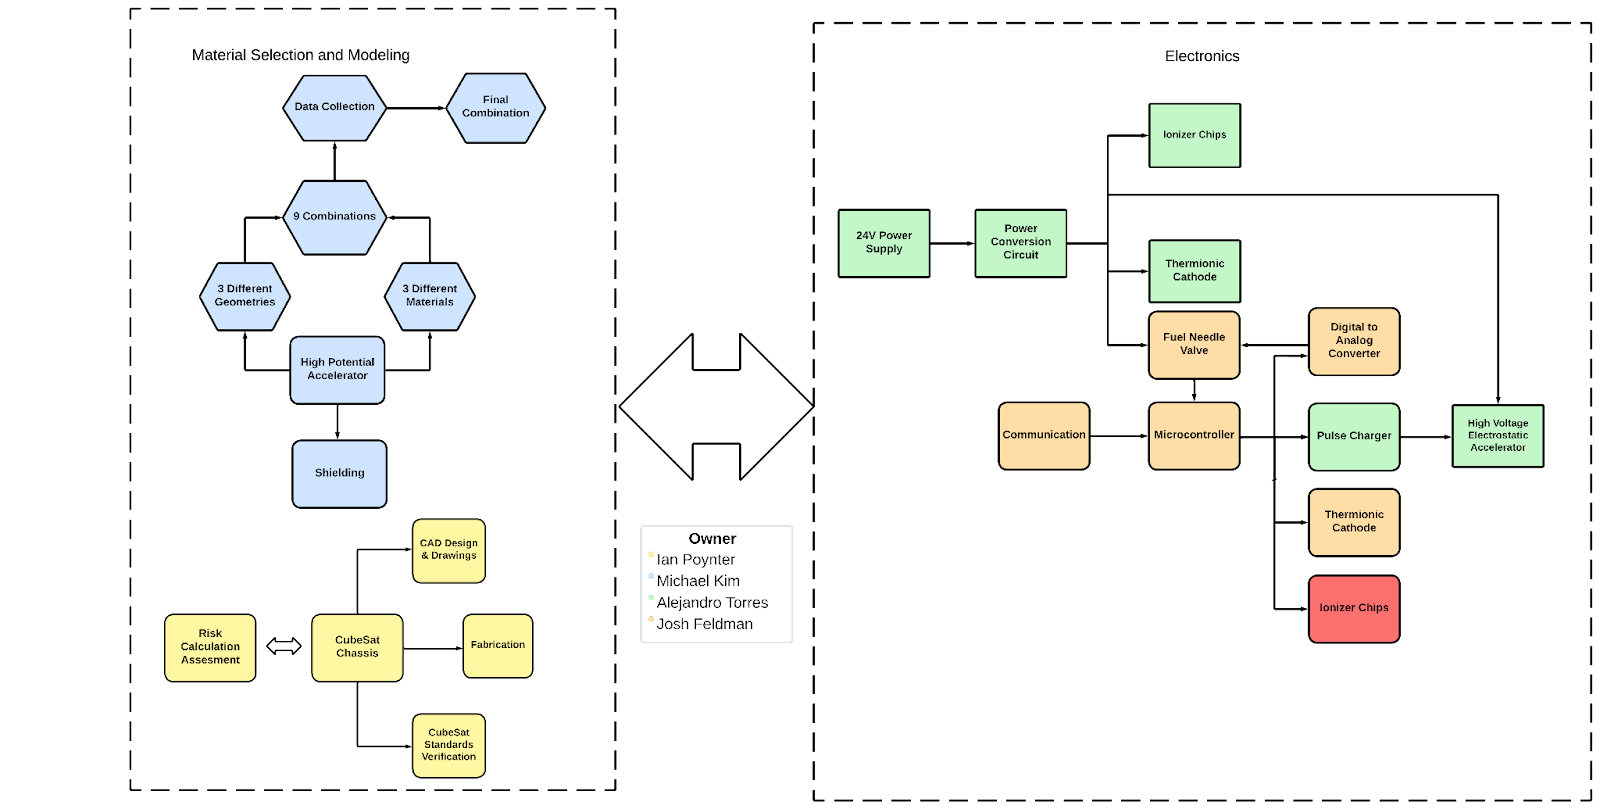 Material Selection and Modeling
Data Collection
Final
Combination
9 Combinations
3 Different
Geometries
3 Different
Materials
High Potential
Accelerator
Shielding
CAD Design
& Drawings
Risk
Calculation
Assesment
CubeSat
Chassis
Fabrication
CubeSat
Standards
Verification
Owner
Ian Poynter
Michael Kim
Alejandro Torres
Josh Feldman
Electronics
Ionizer Chips
24V Power
Supply
Power
Conversion
Circuit
Thermionic
Cathode
Fuel Needle
Valve
Digital to
Analog
Converter
Communication
Microcontroller
Pulse Charger
High Voltage
Electrostatic
Accelerator
Thermionic
Cathode
Ionizer Chips